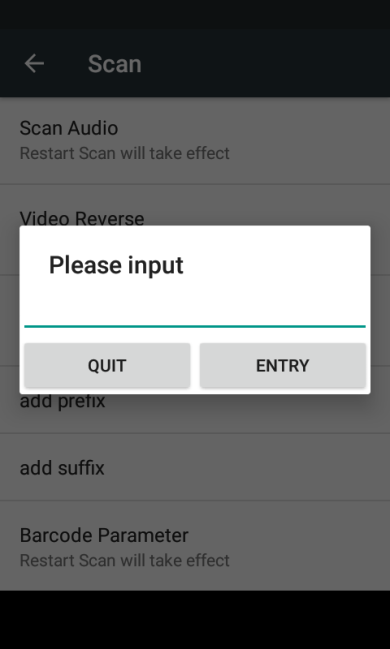 Scan
Scan Audio
Restart Scan will take effect
Video Reverse
Please input
QUIT
ENTRY
add prefix
add suffix
Barcode Parameter
Restart Scan will take effect